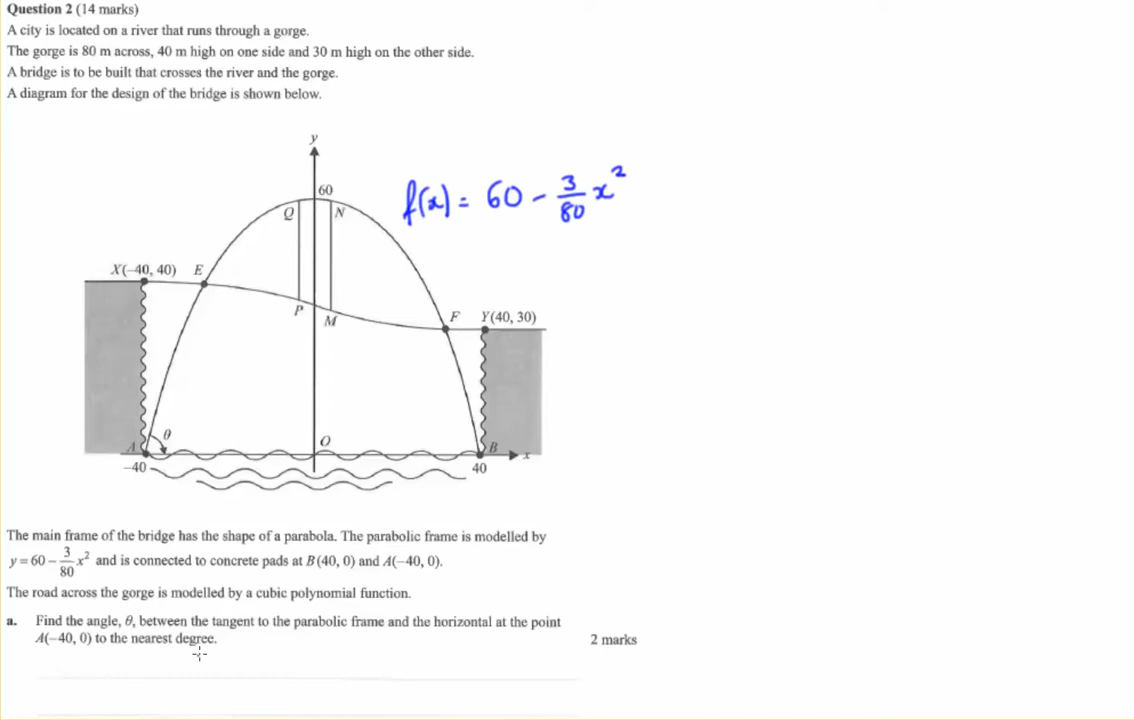 Question 2 (14 marks)
A city is located on a river that runs through a gorge.
The gorge is 80 m across, 40 m high on one side and 30 m high on the other side.
A bridge is to be built that crosses the river and the gorge.
A diagram for the design of the bridge is shown below.
y
60
f(x) = 60 - 3/80 x²
Q N
X(–40, 40) E
P M
F Y(40, 30)
θ
A O B x
–40 40
The main frame of the bridge has the shape of a parabola. The parabolic frame is modelled by
y = 60 – 3/80 x² and is connected to concrete pads at B(40, 0) and A(–40, 0).
The road across the gorge is modelled by a cubic polynomial function.
a. Find the angle, θ, between the tangent to the parabolic frame and the horizontal at the point
A(–40, 0) to the nearest degree. 2 marks